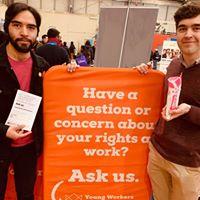 Have a
question or
concern about
your rights at
work?
Ask us.
Young Workers